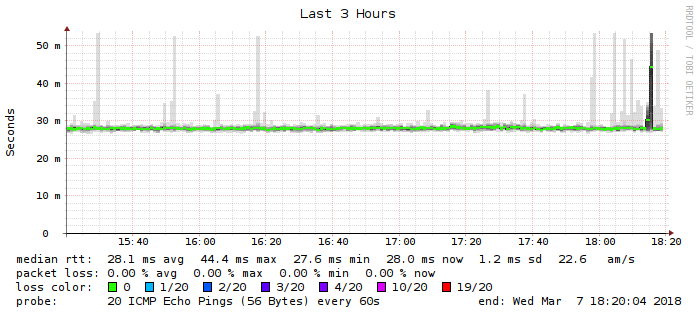 Last 3 Hours
RRDTOOL / TOBI OETIKER
Seconds
50 m
40 m
30 m
20 m
10 m
0
15:40 16:00 16:20 16:40 17:00 17:20 17:40 18:00 18:20
median rtt: 28.1 ms avg 44.4 ms max 27.6 ms min 28.0 ms now 1.2 ms sd 22.6 am/s
packet loss: 0.00 % avg 0.00 % max 0.00 % min 0.00 % now
loss color: 0 1/20 2/20 3/20 4/20 10/20 19/20
probe: 20 ICMP Echo Pings (56 Bytes) every 60s end: Wed Mar 7 18:20:04 2018